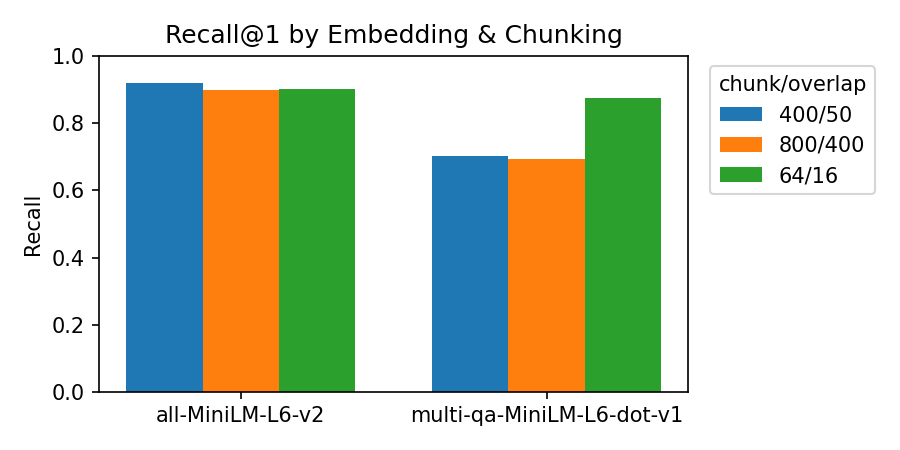 Recall@1 by Embedding & Chunking
Recall
1.0
0.8
0.6
0.4
0.2
0.0
all-MiniLM-L6-v2
multi-qa-MiniLM-L6-dot-v1
chunk/overlap
400/50
800/400
64/16